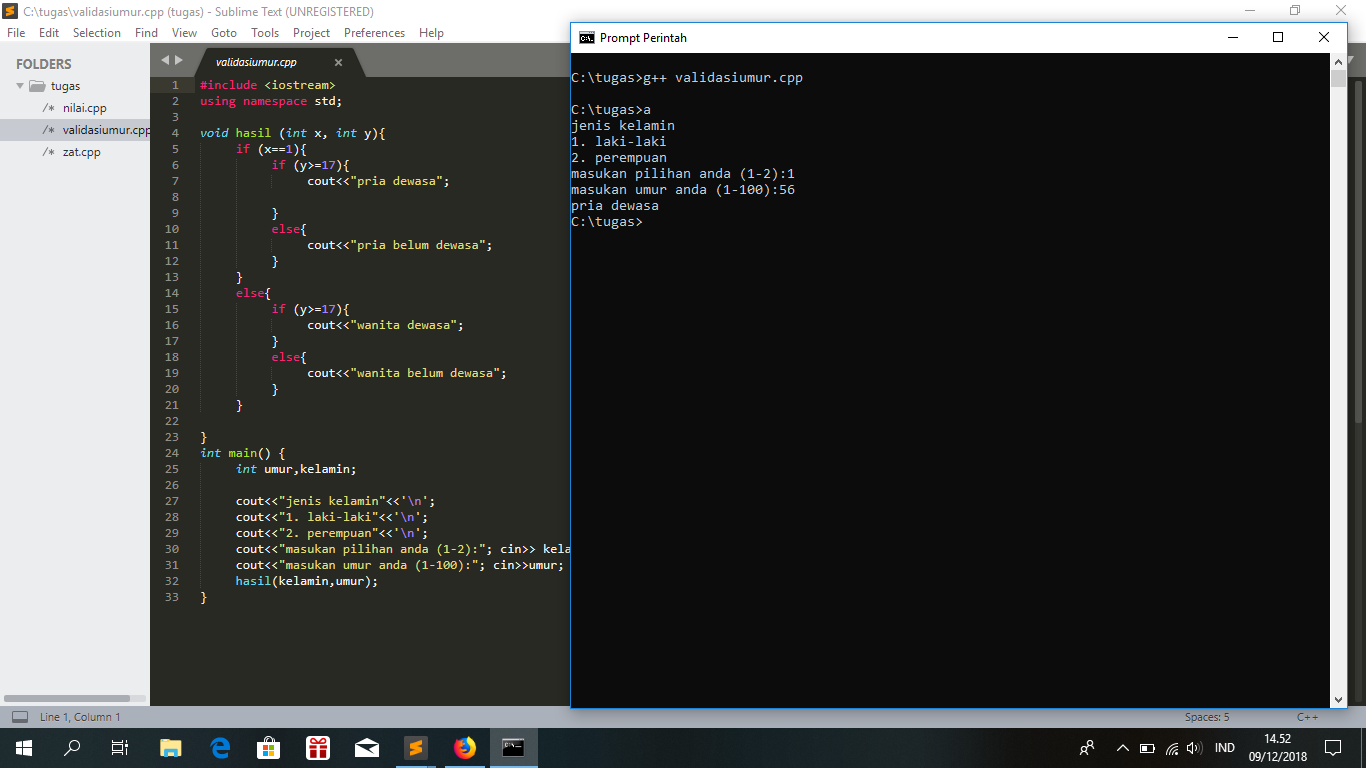 C:\tugas\validasiumur.cpp (tugas) - Sublime Text (UNREGISTERED)
File Edit Selection Find View Goto Tools Project Preferences Help
FOLDERS
tugas
/* nilai.cpp
/* validasiumur.cpp
/* zat.cpp
validasiumur.cpp
1 #include <iostream>
2 using namespace std;
3
4 void hasil (int x, int y){
5 if (x==1){
6 if (y>=17){
7 cout<<"pria dewasa";
8
9 }
10 else{
11 cout<<"pria belum dewasa";
12 }
13 }
14 else{
15 if (y>=17){
16 cout<<"wanita dewasa";
17 }
18 else{
19 cout<<"wanita belum dewasa";
20 }
21 }
22
23 }
24 int main() {
25 int umur,kelamin;
26
27 cout<<"jenis kelamin"<<'\n';
28 cout<<"1. laki-laki"<<'\n';
29 cout<<"2. perempuan"<<'\n';
30 cout<<"masukan pilihan anda (1-2):"; cin>> kela
31 cout<<"masukan umur anda (1-100):"; cin>>umur;
32 hasil(kelamin,umur);
33 }
Prompt Perintah
C:\tugas>g++ validasiumur.cpp
C:\tugas>a
jenis kelamin
1. laki-laki
2. perempuan
masukan pilihan anda (1-2):1
masukan umur anda (1-100):56
pria dewasa
C:\tugas>
Line 1, Column 1
Spaces: 5
C++
IND
14.52
09/12/2018